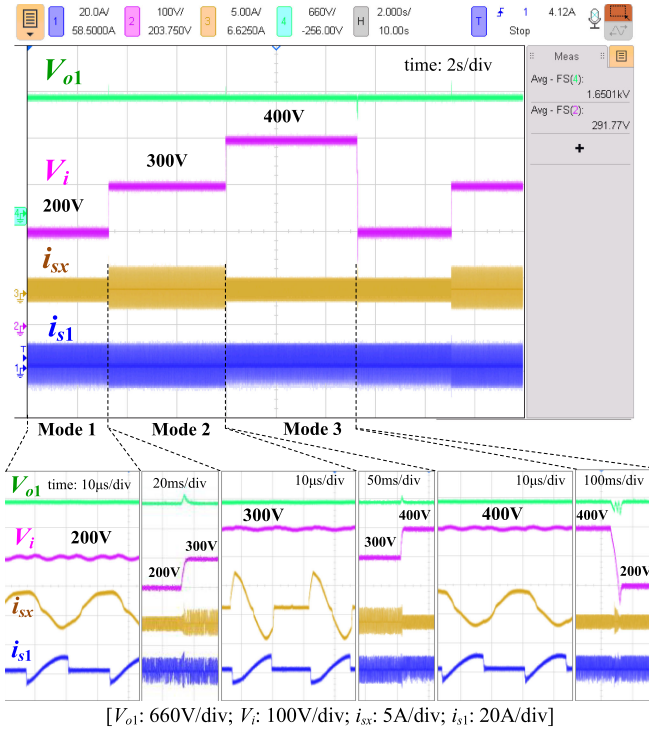 1 20.0A/ 58.5000A 2 100V/ 203.750V 3 5.00A/ 6.6250A 4 660V/ -256.00V H 2.000s/ 10.00s T 1 4.12A Stop
Vo1
time: 2s/div
Meas
Avg - FS(4):
1.6501kV
Avg - FS(2):
291.77V
+
400V
300V
Vi
200V
4
isx
3
2
is1
T
1
Mode 1 Mode 2 Mode 3
Vo1 time: 10μs/div 20ms/div 10μs/div 50ms/div 10μs/div 100ms/div
300V 400V 400V 400V
Vi 200V 300V 300V
200V 200V
isx
is1
[Vo1: 660V/div; Vi: 100V/div; isx: 5A/div; is1: 20A/div]